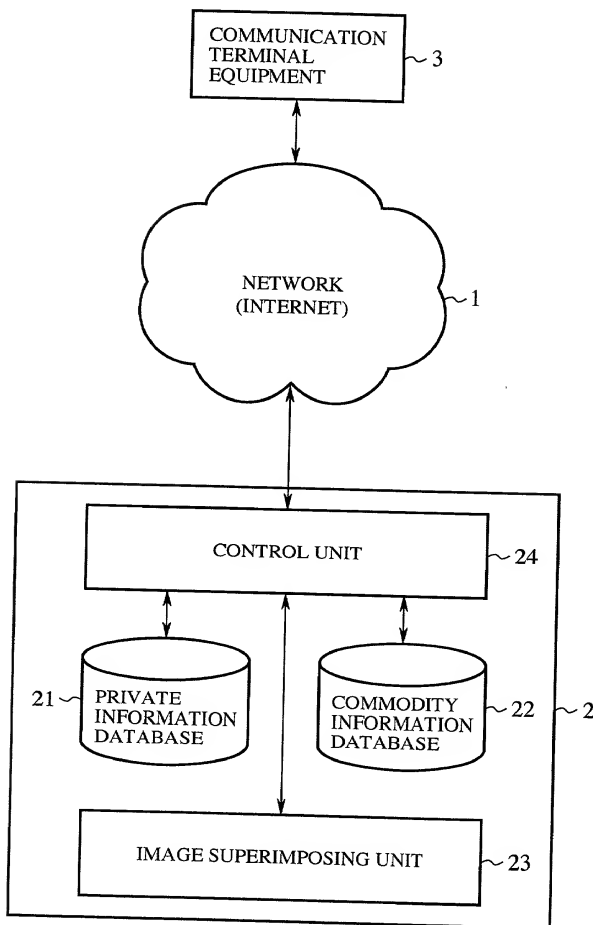 COMMUNICATION
TERMINAL
EQUIPMENT
3
NETWORK
(INTERNET)
1
CONTROL UNIT
24
21
PRIVATE
INFORMATION
DATABASE
COMMODITY
INFORMATION
DATABASE
22
2
IMAGE SUPERIMPOSING UNIT
23